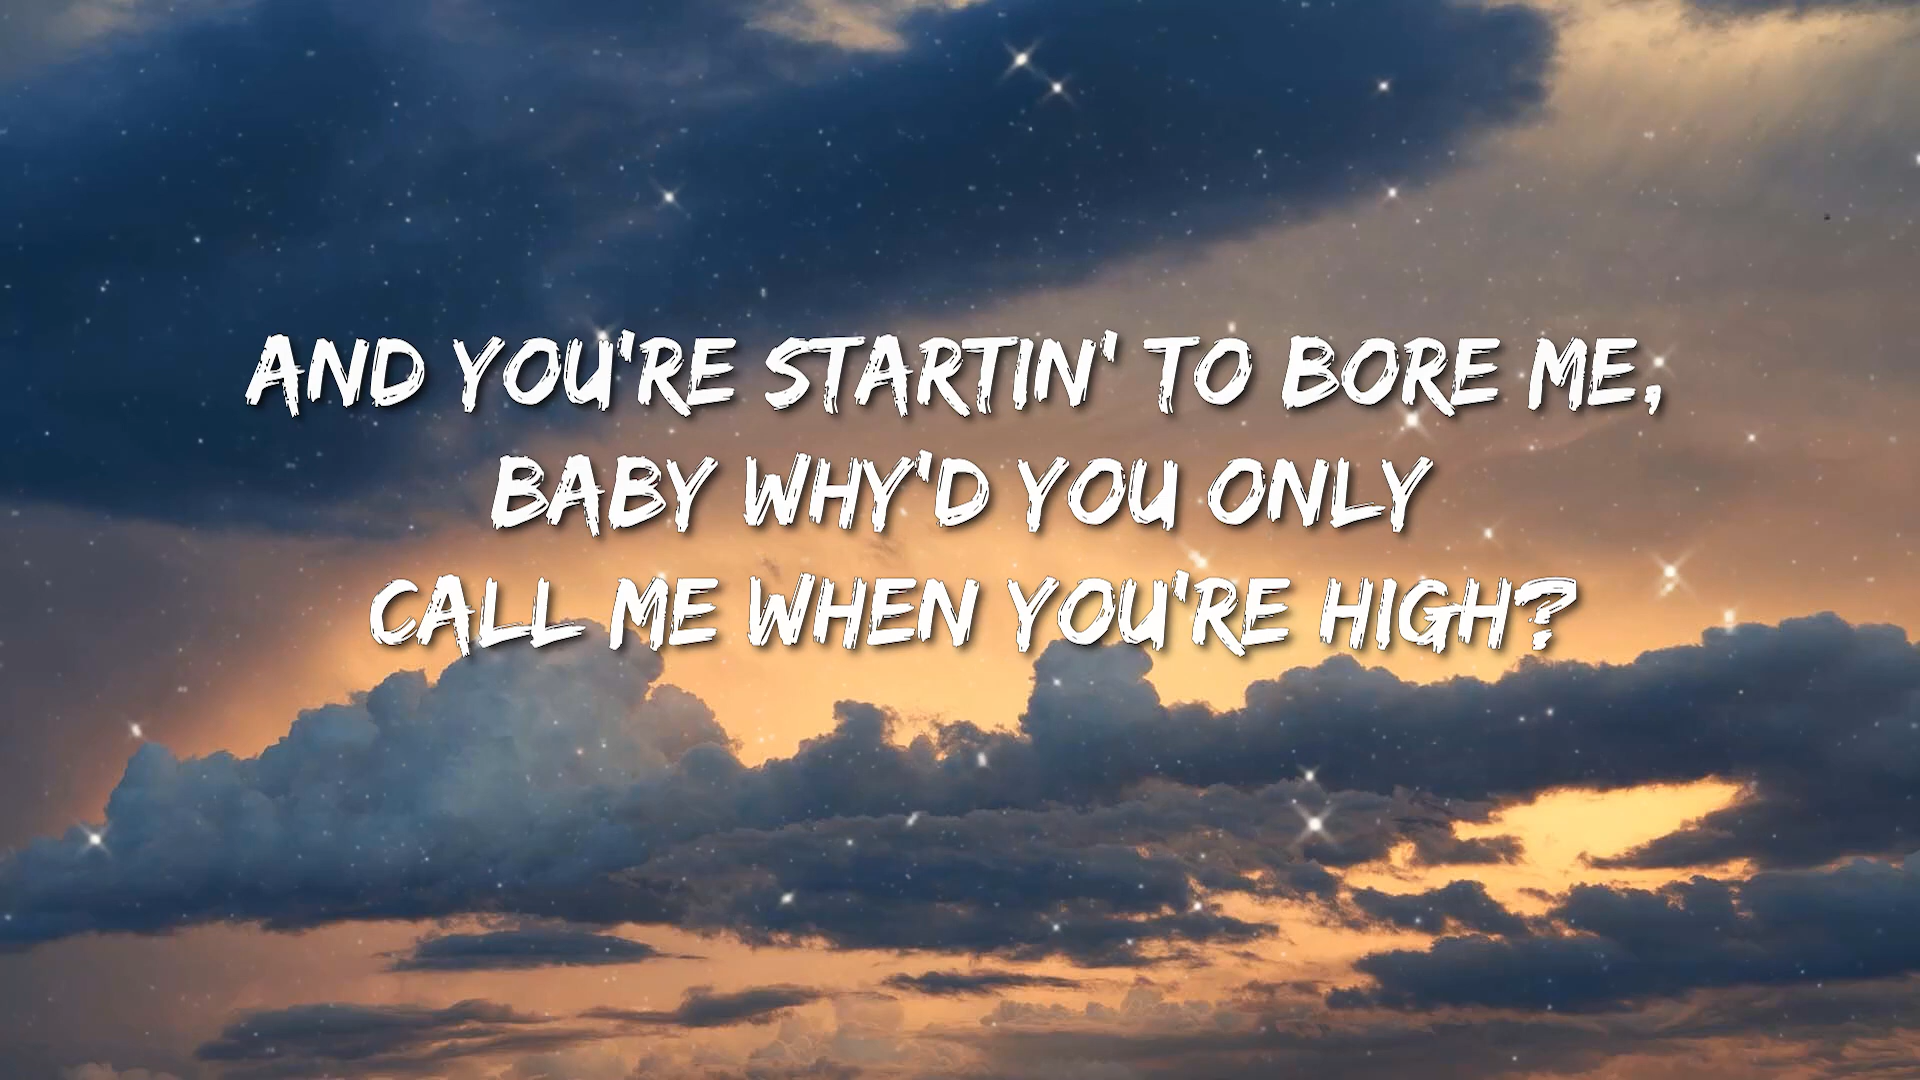 AND YOU'RE STARTIN' TO BORE ME,
BABY WHY'D YOU ONLY
CALL ME WHEN YOU'RE HIGH?